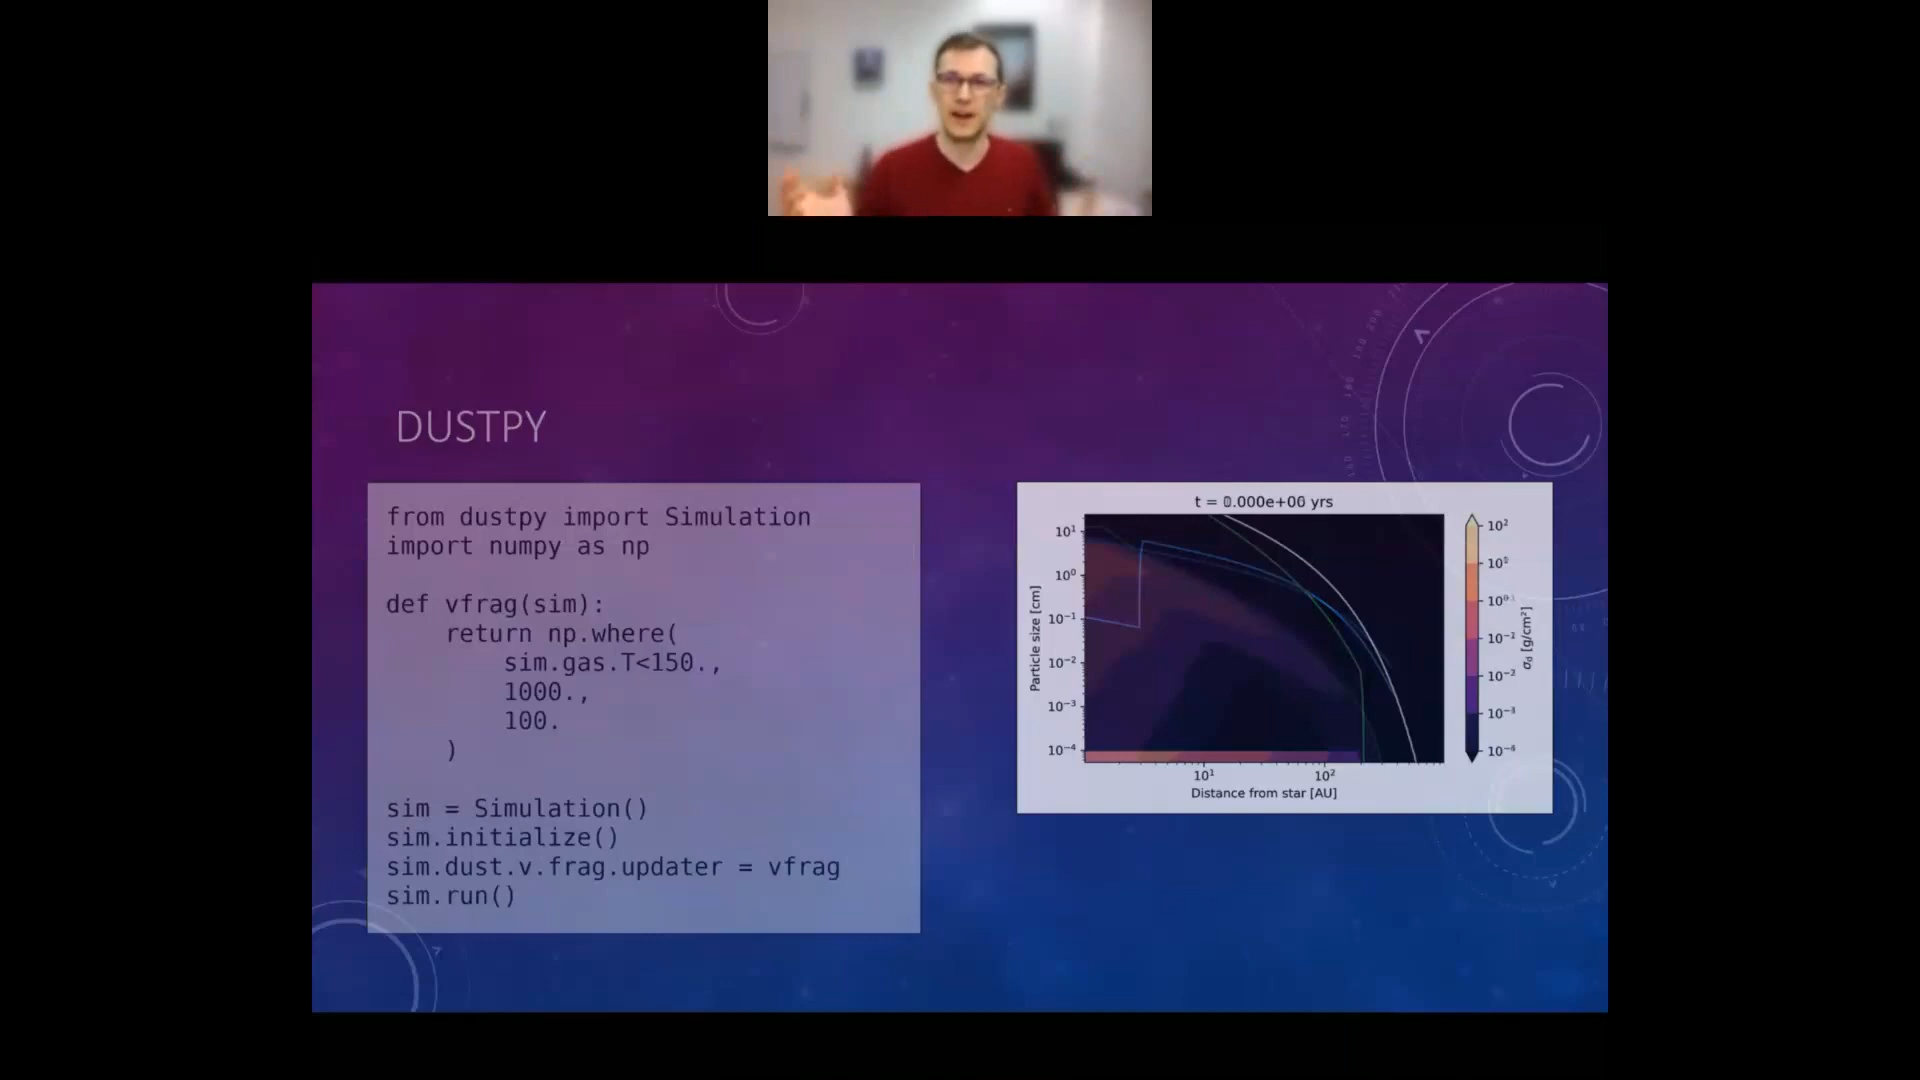 DUSTPY
from dustpy import Simulation
import numpy as np
def vfrag(sim):
return np.where(
sim.gas.T<150.,
1000.,
100.
)
sim = Simulation()
sim.initialize()
sim.dust.v.frag.updater = vfrag
sim.run()
t = 0.000e+00 yrs
Particle size [cm]
10¹
10⁰
10⁻¹
10⁻²
10⁻³
10⁻⁴
10¹
10²
Distance from star [AU]
10²
10⁻¹
10⁻²
10⁻³
10⁻⁴
σd [g/cm²]